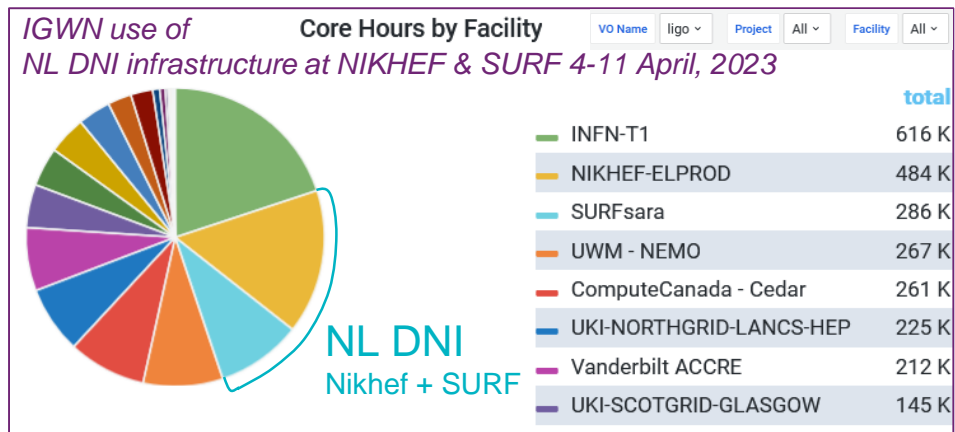 IGWN use of
Core Hours by Facility
VO Name ligo Project All Facility All
NL DNI infrastructure at NIKHEF & SURF 4-11 April, 2023
total
INFN-T1 616 K
NIKHEF-ELPROD 484 K
SURFsara 286 K
UWM - NEMO 267 K
ComputeCanada - Cedar 261 K
UKI-NORTHGRID-LANCS-HEP 225 K
Vanderbilt ACCRE 212 K
UKI-SCOTGRID-GLASGOW 145 K
NL DNI
Nikhef + SURF